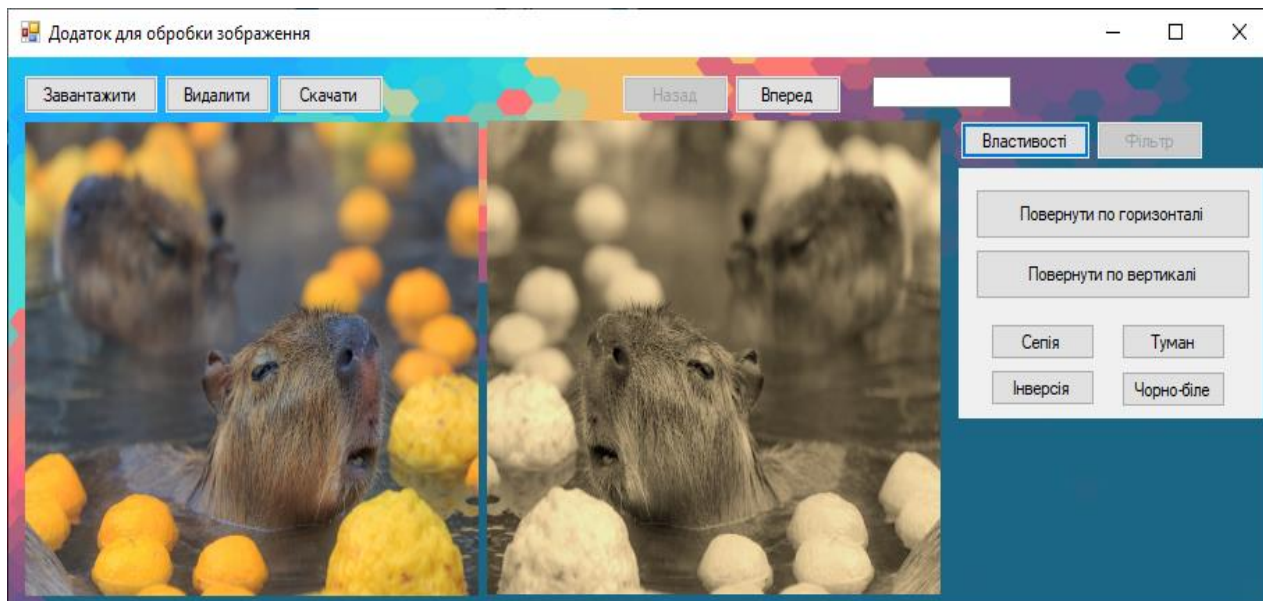 Додаток для обробки зображення
Завантажити Видалити Скачати Назад Вперед
Властивості Фільтр
Повернути по горизонталі
Повернути по вертикалі
Сепія Туман
Інверсія Чорно-біле